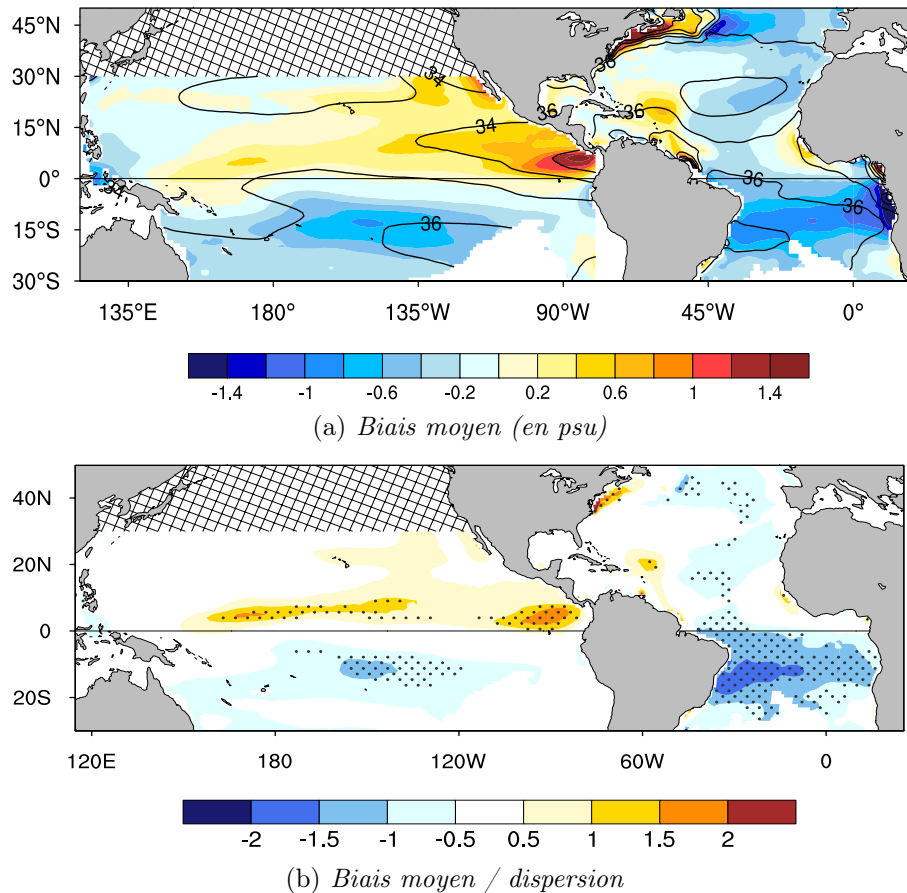 45°N
30°N
15°N
0°
15°S
30°S
34
36
34
36
36
36
36
135°E 180° 135°W 90°W 45°W 0°
-1.4 -1 -0.6 -0.2 0.2 0.6 1 1.4
(a) Biais moyen (en psu)
40N
20N
0
20S
120E 180 60W 0
-2 -1.5 -1 -0.5 0.5 1 1.5 2
(b) Biais moyen / dispersion